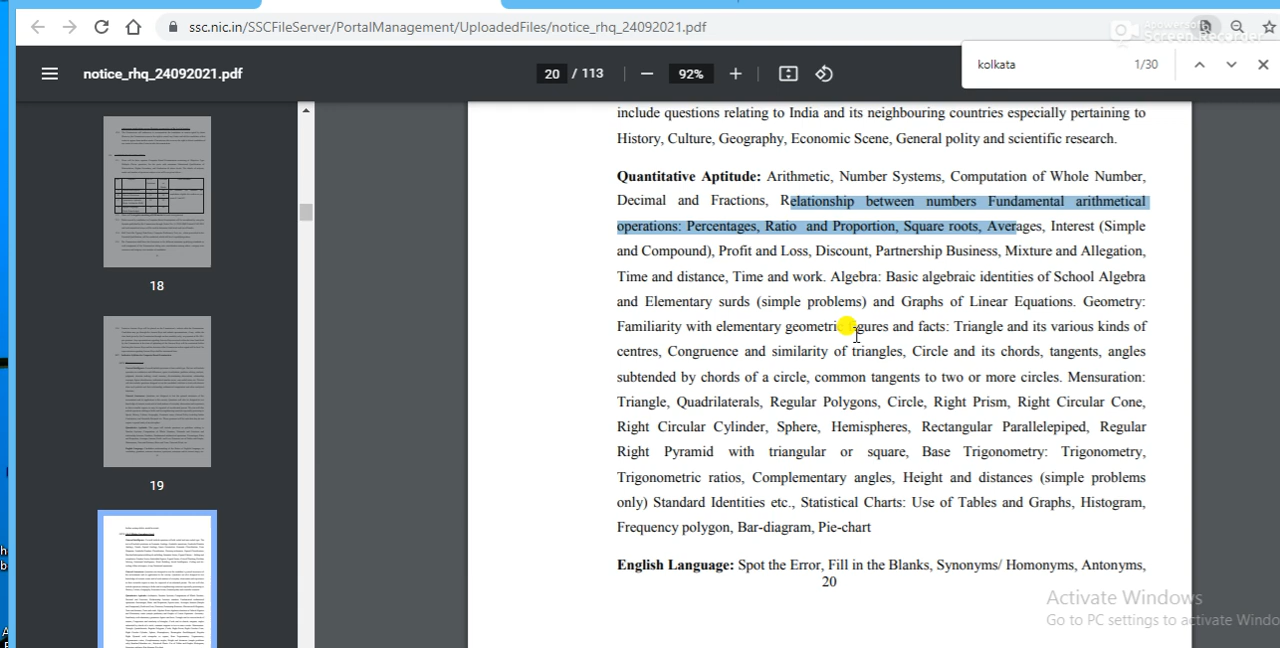 ssc.nic.in/SSCFileServer/PortalManagement/UploadedFiles/notice_rhq_24092021.pdf
Screen Recorder
kolkata 1/30
notice_rhq_24092021.pdf 20 / 113 92%
include questions relating to India and its neighbouring countries especially pertaining to
History, Culture, Geography, Economic Scene, General polity and scientific research.
Quantitative Aptitude: Arithmetic, Number Systems, Computation of Whole Number,
Decimal and Fractions, Relationship between numbers Fundamental arithmetical
operations: Percentages, Ratio and Proportion, Square roots, Averages, Interest (Simple
and Compound), Profit and Loss, Discount, Partnership Business, Mixture and Allegation,
Time and distance, Time and work. Algebra: Basic algebraic identities of School Algebra
and Elementary surds (simple problems) and Graphs of Linear Equations. Geometry:
Familiarity with elementary geometric figures and facts: Triangle and its various kinds of
centres, Congruence and similarity of triangles, Circle and its chords, tangents, angles
subtended by chords of a circle, common tangents to two or more circles. Mensuration:
Triangle, Quadrilaterals, Regular Polygons, Circle, Right Prism, Right Circular Cone,
Right Circular Cylinder, Sphere, Hemispheres, Rectangular Parallelepiped, Regular
Right Pyramid with triangular or square, Base Trigonometry: Trigonometry,
Trigonometric ratios, Complementary angles, Height and distances (simple problems
only) Standard Identities etc., Statistical Charts: Use of Tables and Graphs, Histogram,
Frequency polygon, Bar-diagram, Pie-chart
English Language: Spot the Error, Fill in the Blanks, Synonyms/ Homonyms, Antonyms,
20
18
19
Activate Windows
Go to PC settings to activate Windo